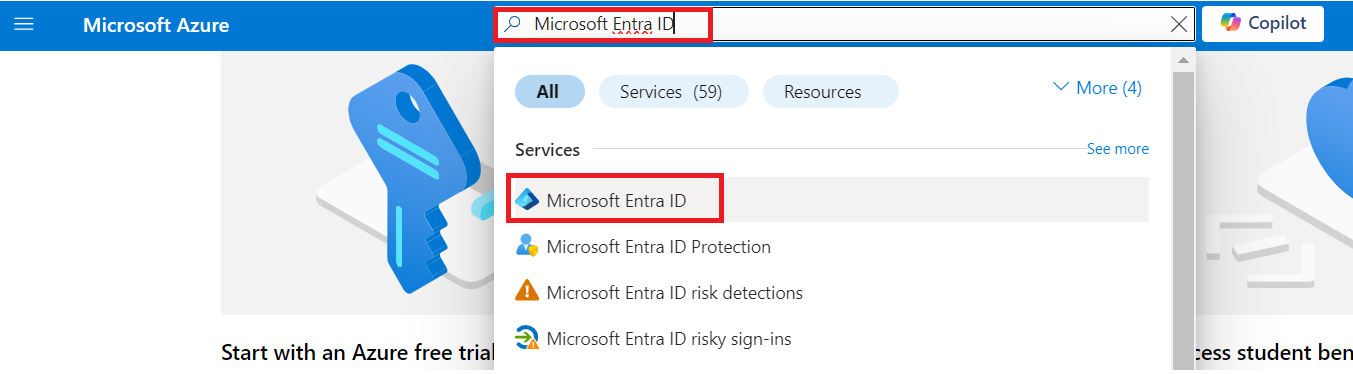 Microsoft Azure
Microsoft Entra ID
Copilot
All
Services (59)
Resources
More (4)
Services
See more
Microsoft Entra ID
Microsoft Entra ID Protection
Microsoft Entra ID risk detections
Microsoft Entra ID risky sign-ins
Start with an Azure free trial
cess student ben